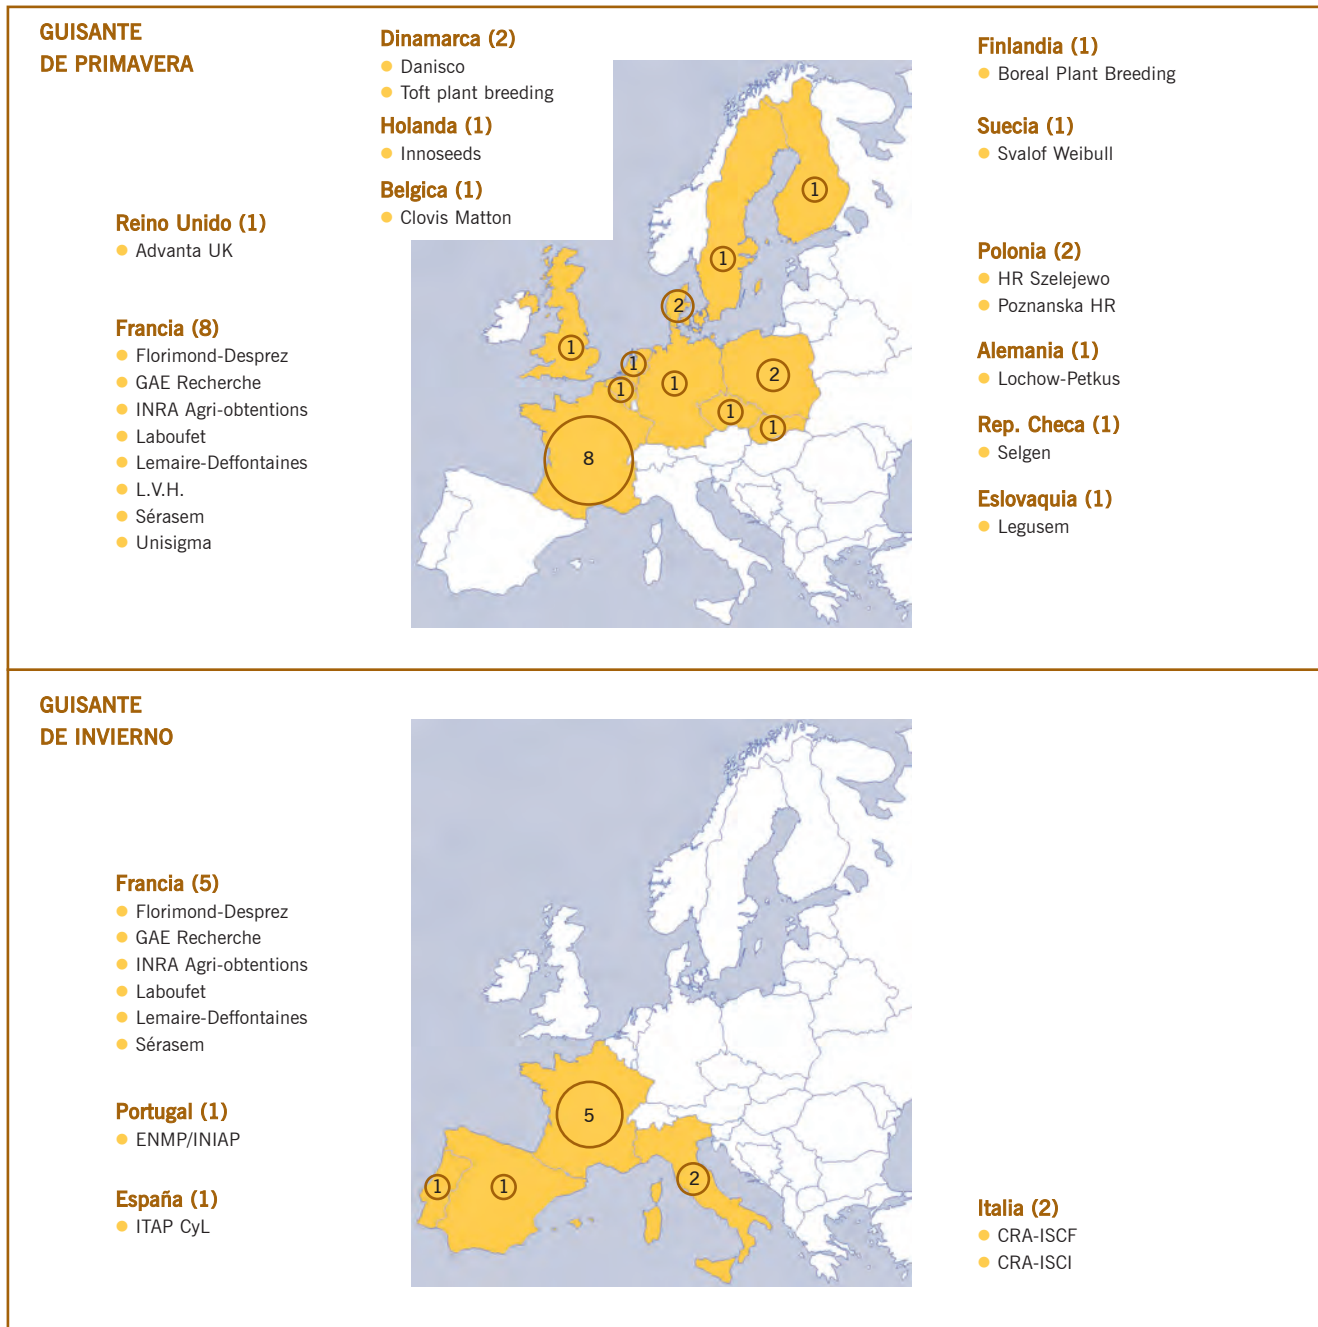 GUISANTE
DE PRIMAVERA
Dinamarca (2)
Danisco
Toft plant breeding
Holanda (1)
Innoseeds
Belgica (1)
Clovis Matton
Reino Unido (1)
Advanta UK
Francia (8)
Florimond-Desprez
GAE Recherche
INRA Agri-obtentions
Laboufet
Lemaire-Deffontaines
L.V.H.
Sérasem
Unisigma
1
1
2
1
1
1
1
2
1
1
8
Finlandia (1)
Boreal Plant Breeding
Suecia (1)
Svalof Weibull
Polonia (2)
HR Szelejewo
Poznanska HR
Alemania (1)
Lochow-Petkus
Rep. Checa (1)
Selgen
Eslovaquia (1)
Legusem
GUISANTE
DE INVIERNO
Francia (5)
Florimond-Desprez
GAE Recherche
INRA Agri-obtentions
Laboufet
Lemaire-Deffontaines
Sérasem
Portugal (1)
ENMP/INIAP
España (1)
ITAP CyL
5
1
1
2
Italia (2)
CRA-ISCF
CRA-ISCI